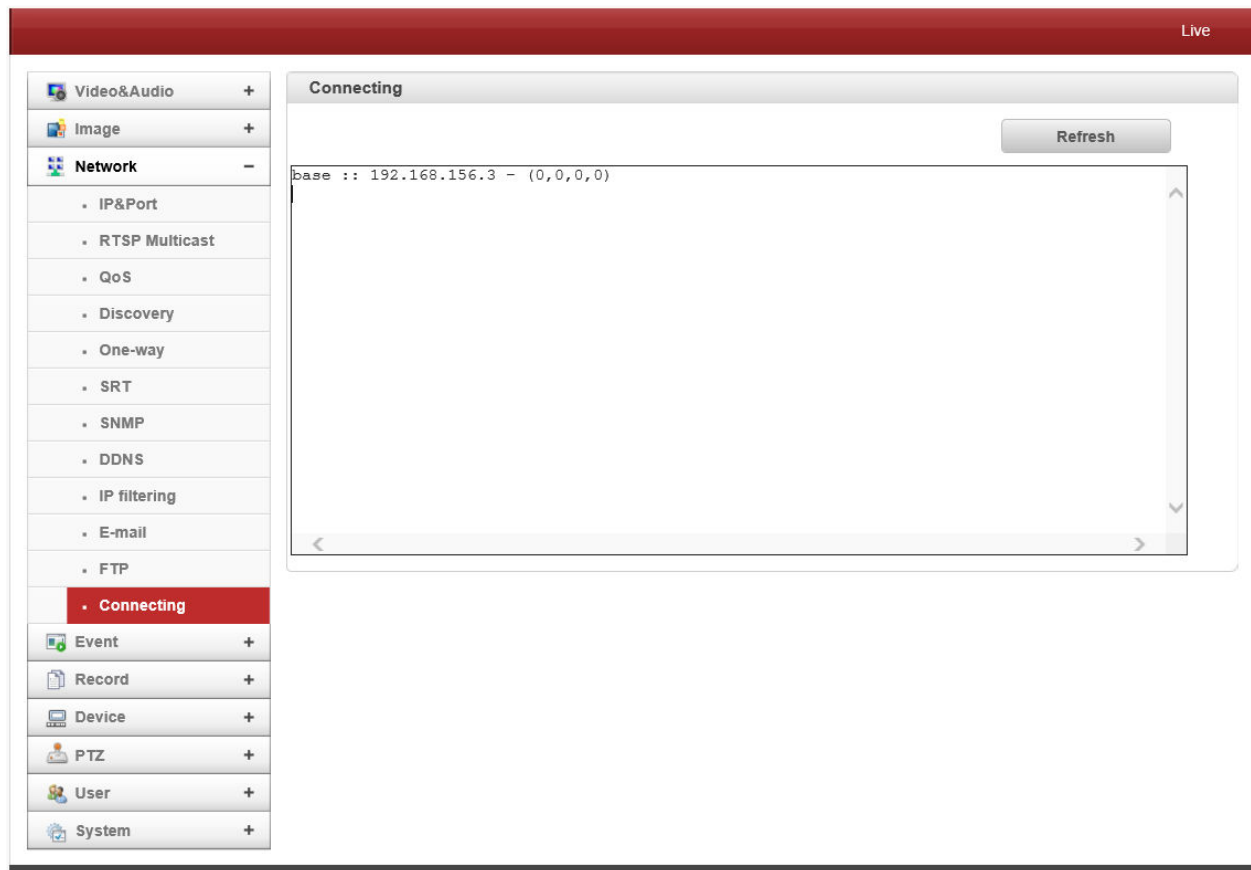 Live
Video&Audio +
Image +
Network −
IP&Port
RTSP Multicast
QoS
Discovery
One-way
SRT
SNMP
DDNS
IP filtering
E-mail
FTP
Connecting
Event +
Record +
Device +
PTZ +
User +
System +
Connecting
Refresh
base :: 192.168.156.3 - (0,0,0,0)